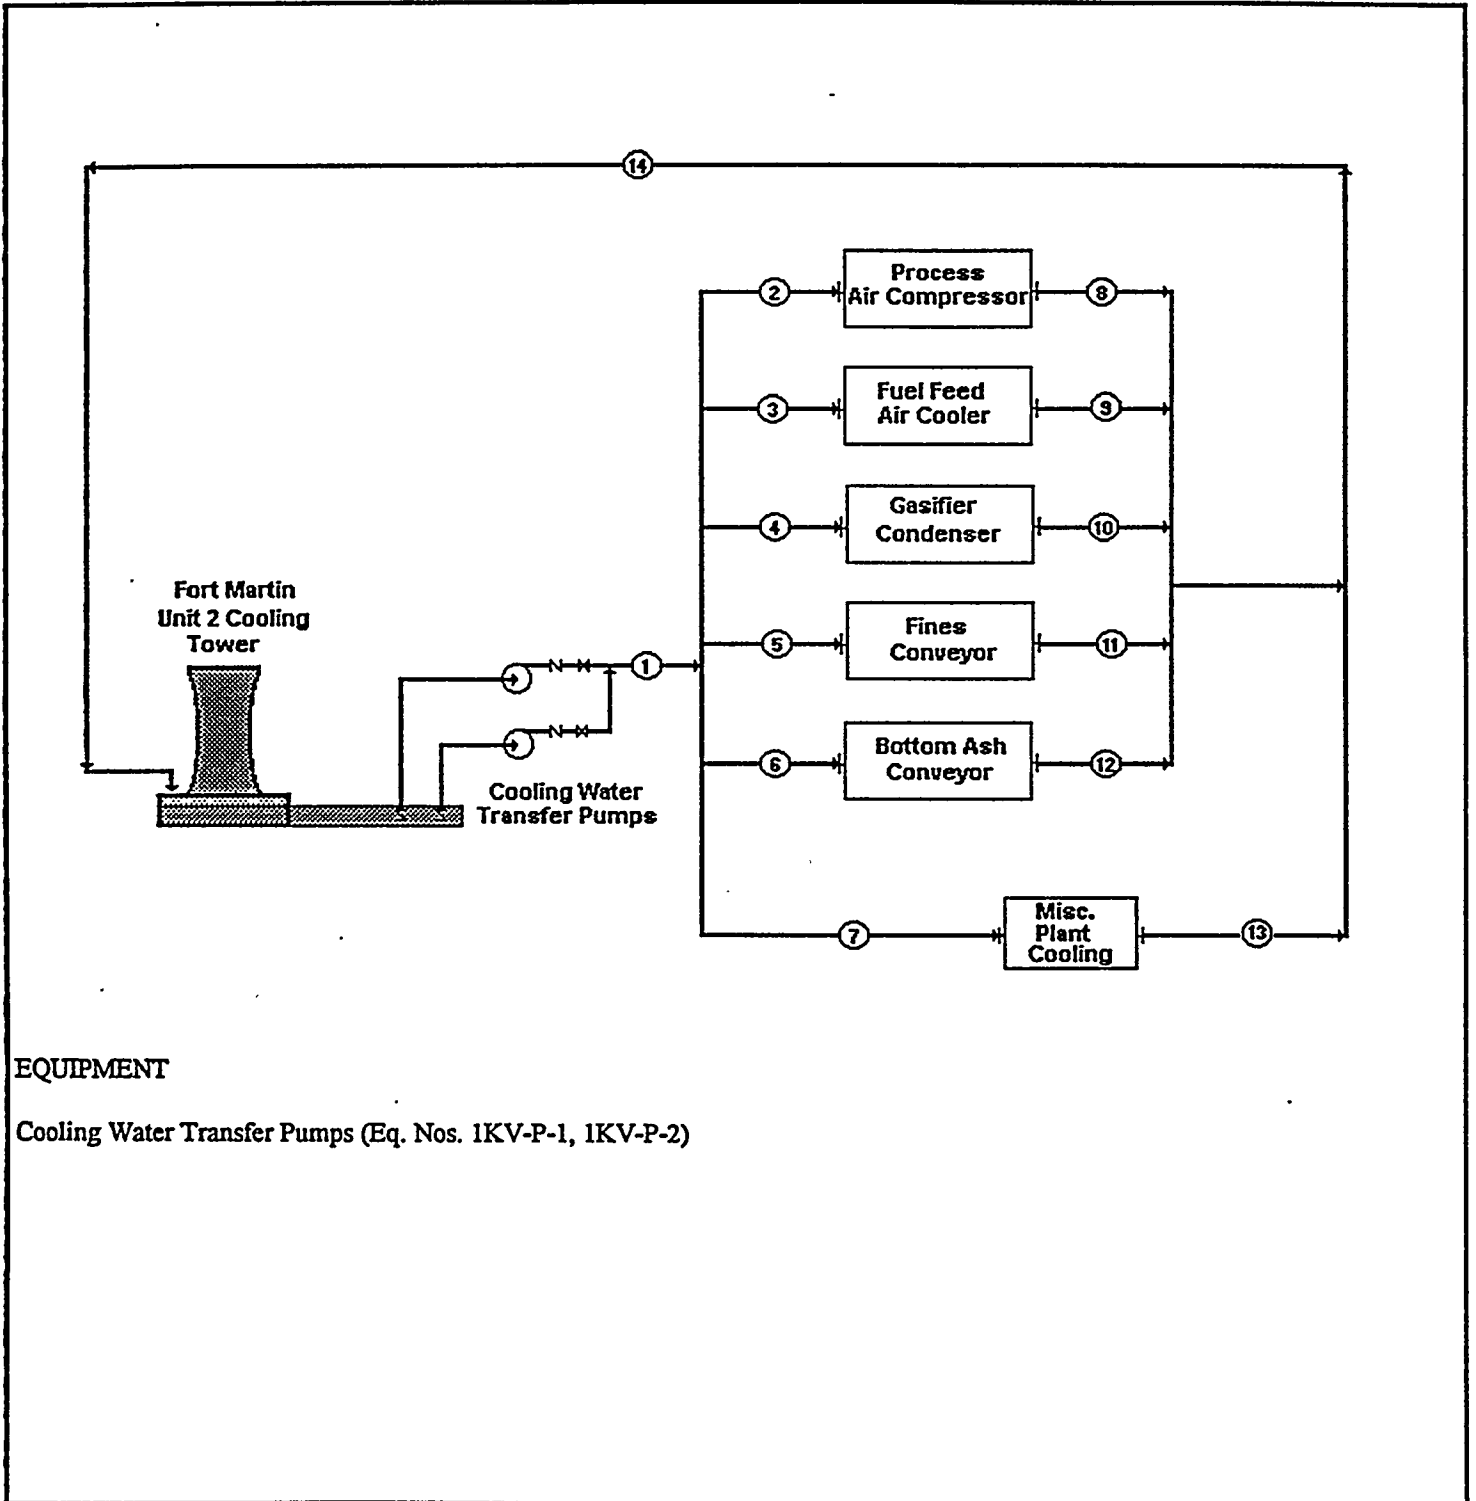 14
2
Process
Air Compressor
8
3
Fuel Feed
Air Cooler
9
4
Gasifier
Condenser
10
Fort Martin
Unit 2 Cooling
Tower
1
5
Fines
Conveyor
11
6
Bottom Ash
Conveyor
12
Cooling Water
Transfer Pumps
7
Misc.
Plant
Cooling
13
EQUIPMENT
Cooling Water Transfer Pumps (Eq. Nos. 1KV-P-1, 1KV-P-2)